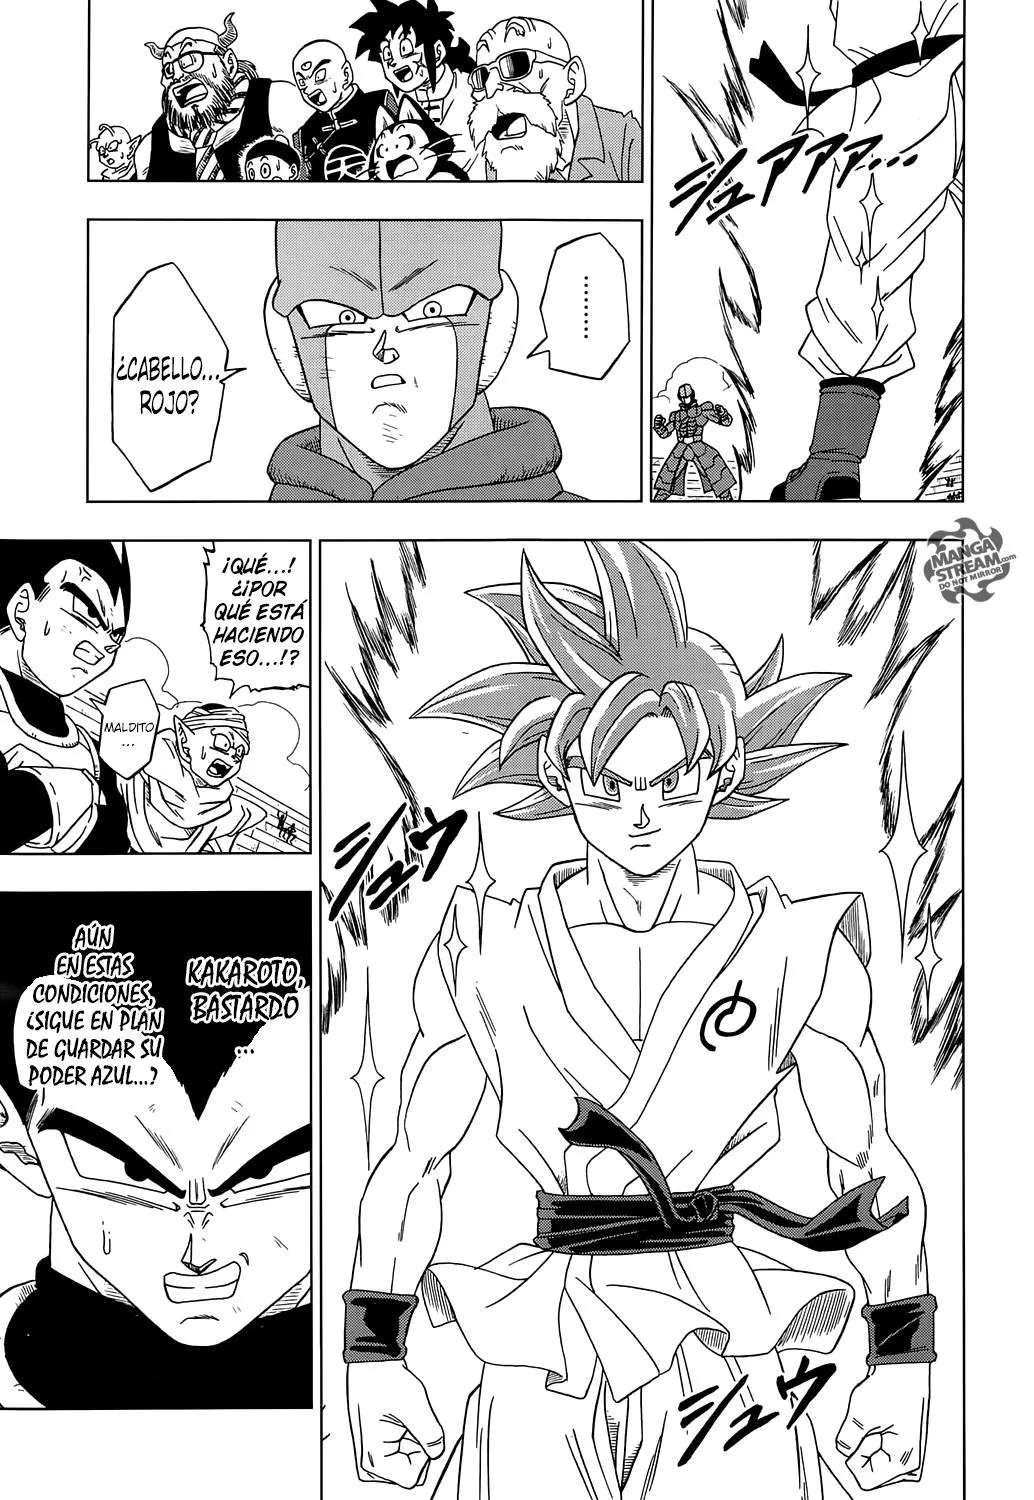 シュアアア...
.........
¿CABELLO...
ROJO?
MANGA
STREAM.com
DO NOT MIRROR
天
シュウ
シュウ
¡QUÉ...!
¿¡POR
QUÉ ESTÁ
HACIENDO
ESO...!?
MALDITO
...
KAKAROTO,
BASTARDO
...
AÚN
EN ESTAS
CONDICIONES,
¿SIGUE EN PLAN
DE GUARDAR SU
PODER AZUL...?